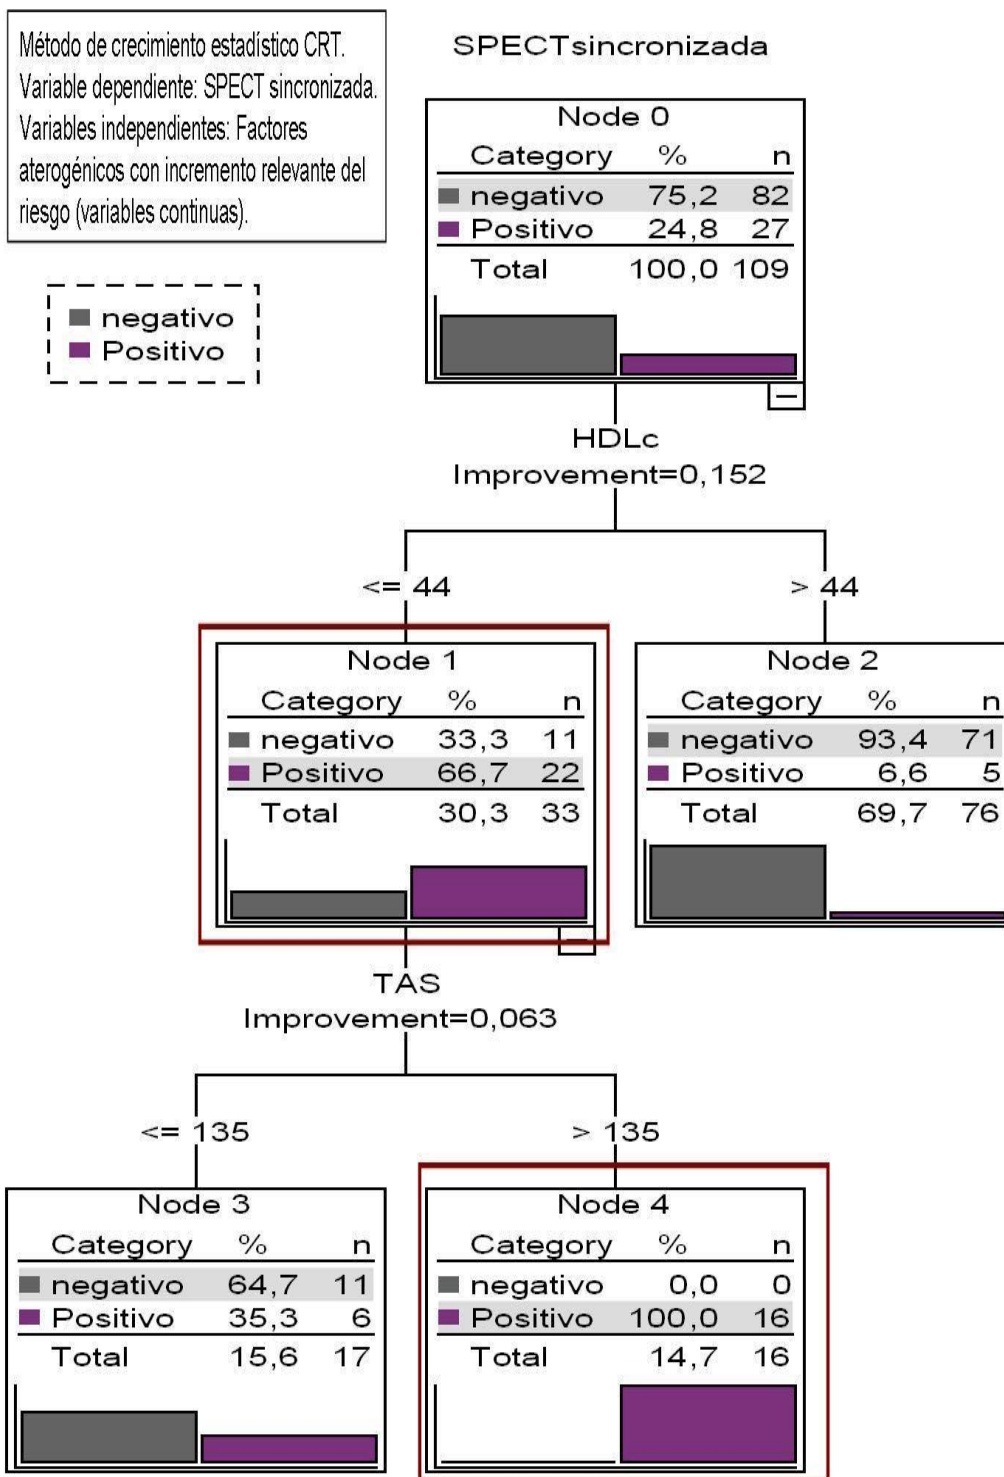 Método de crecimiento estadístico CRT.
Variable dependiente: SPECT sincronizada.
Variables independientes: Factores
aterogénicos con incremento relevante del
riesgo (variables continuas).
negativo
Positivo
SPECTsincronizada
Node 0
Category % n
negativo 75,2 82
Positivo 24,8 27
Total 100,0 109
HDLc
Improvement=0,152
<= 44
> 44
Node 1
Category % n
negativo 33,3 11
Positivo 66,7 22
Total 30,3 33
Node 2
Category % n
negativo 93,4 71
Positivo 6,6 5
Total 69,7 76
TAS
Improvement=0,063
<= 135
> 135
Node 3
Category % n
negativo 64,7 11
Positivo 35,3 6
Total 15,6 17
Node 4
Category % n
negativo 0,0 0
Positivo 100,0 16
Total 14,7 16